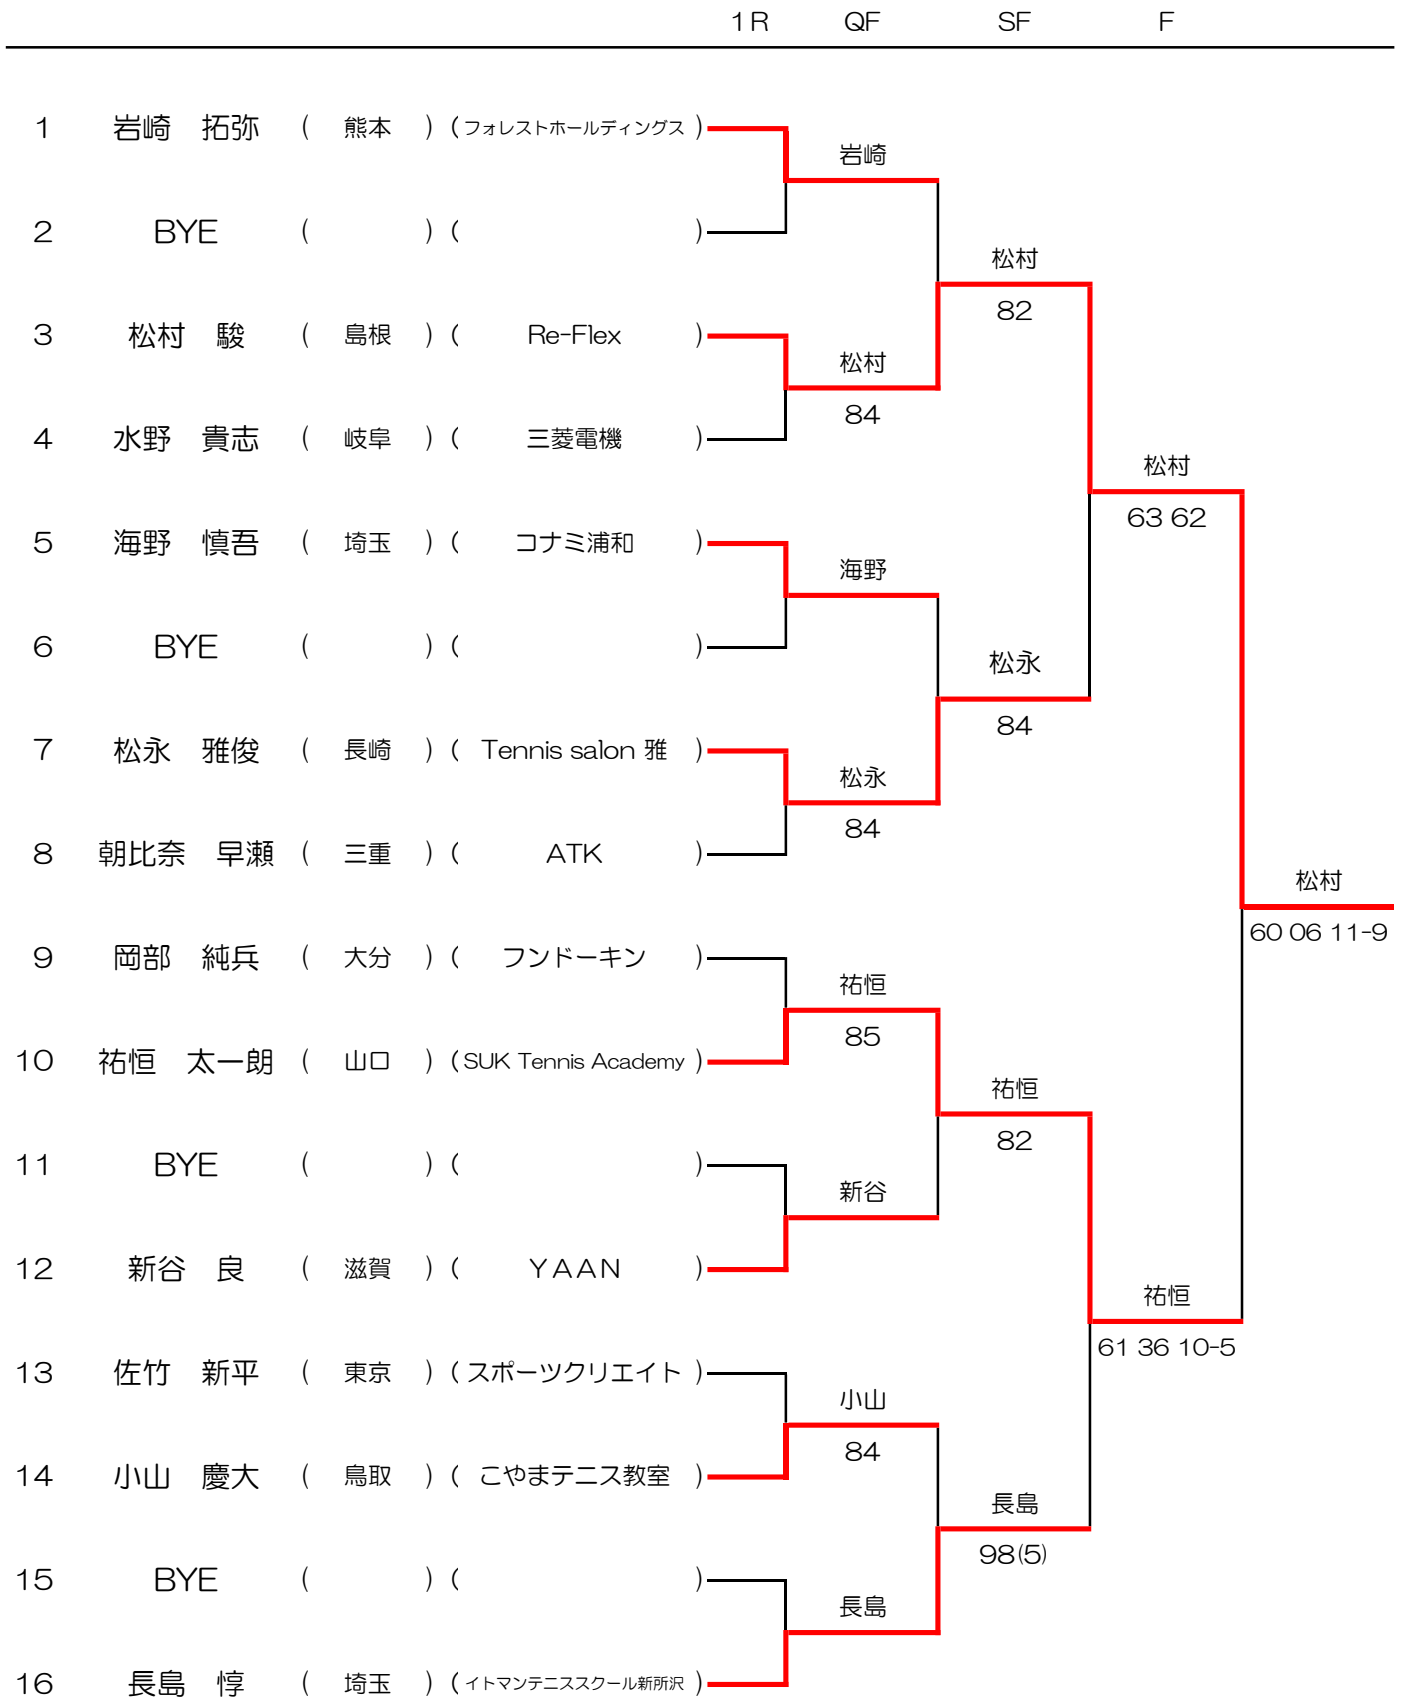 1R QF SF F
1 岩崎 拓弥 ( 熊本 ) ( フォレストホールディングス )
岩崎
2 BYE ( ) ( )
松村
82
3 松村 駿 ( 島根 ) ( Re-Flex )
松村
84
4 水野 貴志 ( 岐阜 ) ( 三菱電機 )
松村
63 62
5 海野 慎吾 ( 埼玉 ) ( コナミ浦和 )
海野
6 BYE ( ) ( )
松永
84
7 松永 雅俊 ( 長崎 ) ( Tennis salon 雅 )
松永
84
8 朝比奈 早瀬 ( 三重 ) ( ATK )
松村
60 06 11-9
9 岡部 純兵 ( 大分 ) ( フンドーキン )
祐恒
85
10 祐恒 太一朗 ( 山口 ) ( SUK Tennis Academy )
祐恒
82
11 BYE ( ) ( )
新谷
12 新谷 良 ( 滋賀 ) ( YAAN )
祐恒
61 36 10-5
13 佐竹 新平 ( 東京 ) ( スポーツクリエイト )
小山
84
14 小山 慶大 ( 鳥取 ) ( こやまテニス教室 )
長島
98(5)
15 BYE ( ) ( )
長島
16 長島 惇 ( 埼玉 ) ( イトマンテニススクール新所沢 )